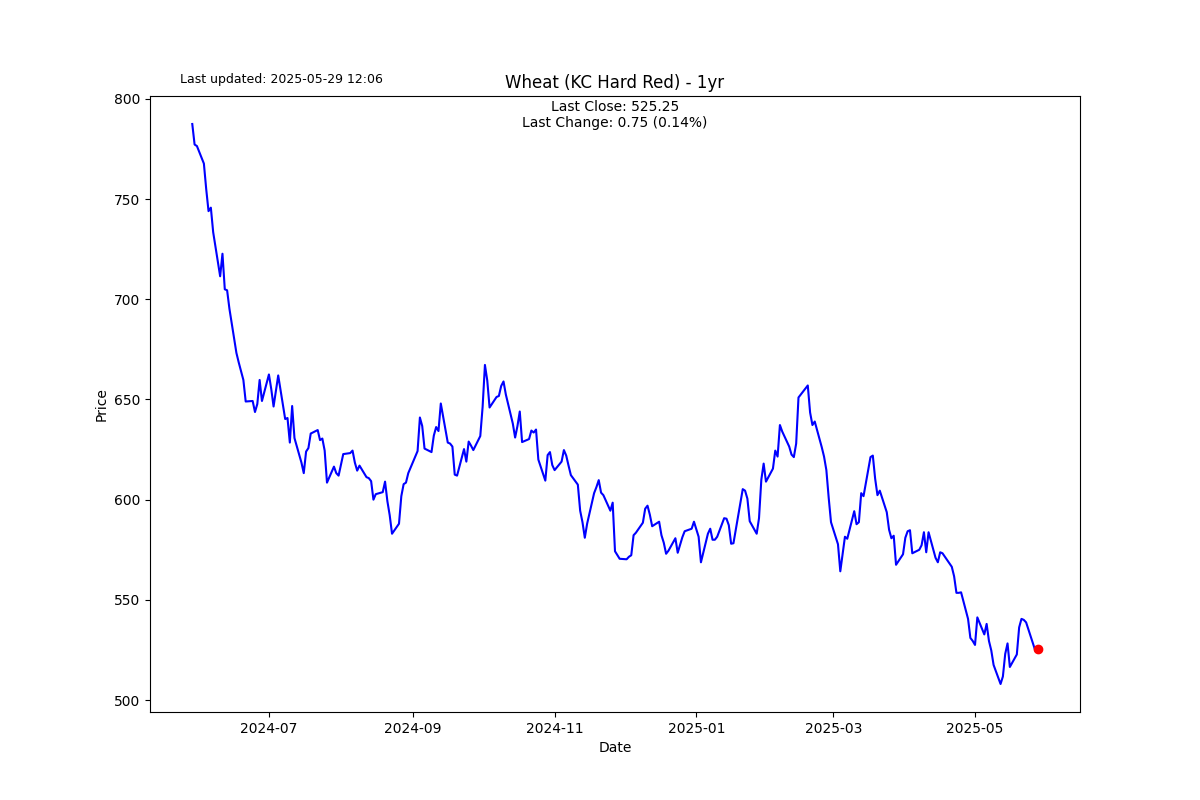 Last updated: 2025-05-29 12:06
Wheat (KC Hard Red) - 1yr
Last Close: 525.25
Last Change: 0.75 (0.14%)
800
750
700
650
600
550
500
Price
2024-07
2024-09
2024-11
2025-01
2025-03
2025-05
Date